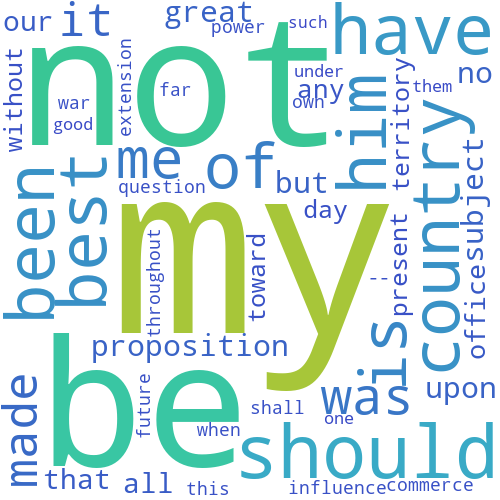 our
it
great
power
such
have
not
without
war
good
extension
far
under
any
own
him
territory
them
no
been
best
me
of
but
question
day
country
subject
my
throughout
toward
present
--
is
office
proposition
made
be
future
when
shall
was
one
upon
should
that
all
this
influence
commerce